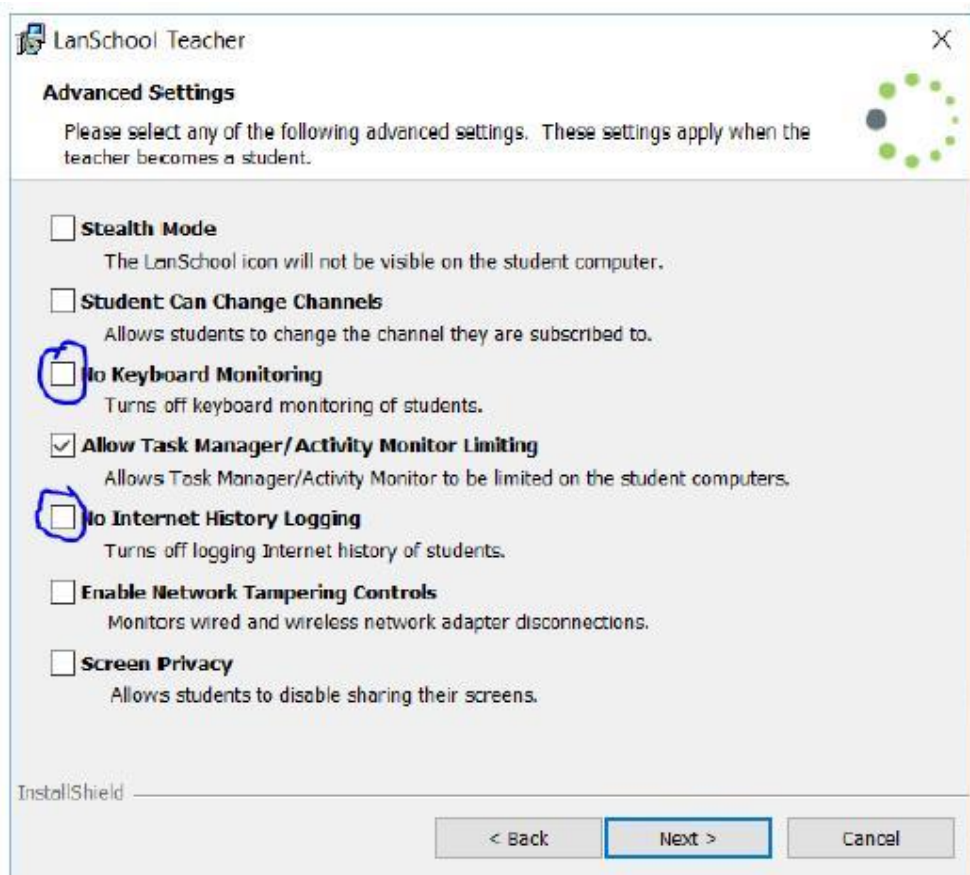 LanSchool Teacher
Advanced Settings
Please select any of the following advanced settings. These settings apply when the
teacher becomes a student.
Stealth Mode
The LanSchool icon will not be visible on the student computer.
Student Can Change Channels
Allows students to change the channel they are subscribed to.
No Keyboard Monitoring
Turns off keyboard monitoring of students.
Allow Task Manager/Activity Monitor Limiting
Allows Task Manager/Activity Monitor to be limited on the student computers.
No Internet History Logging
Turns off logging Internet history of students.
Enable Network Tampering Controls
Monitors wired and wireless network adapter disconnections.
Screen Privacy
Allows students to disable sharing their screens.
InstallShield
< Back Next > Cancel